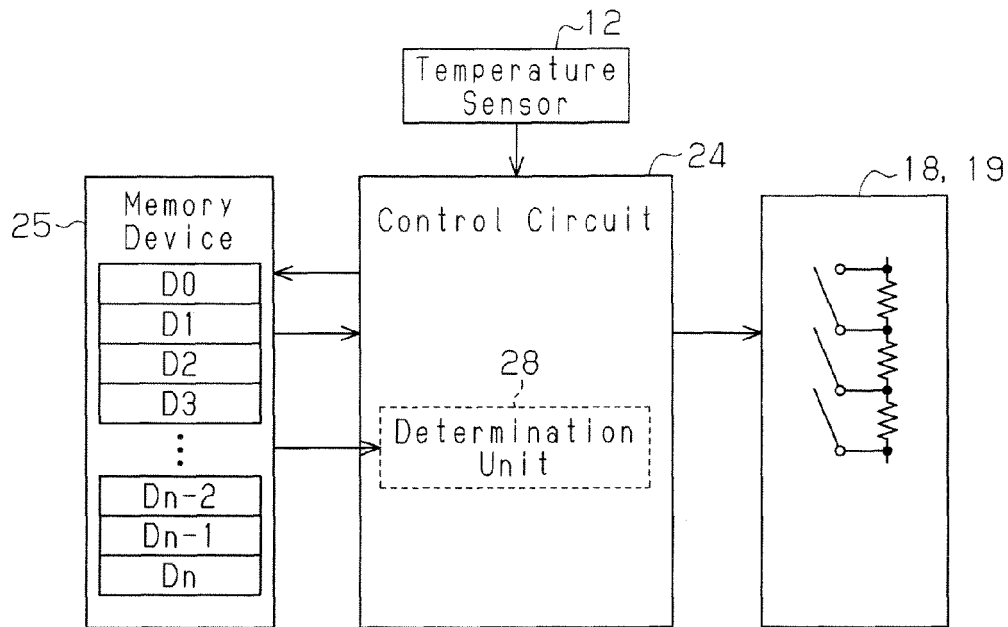 12
Temperature
Sensor
24
18, 19
25
Memory
Device
Control Circuit
D0
D1
D2
D3
28
Determination
Unit
Dn-2
Dn-1
Dn